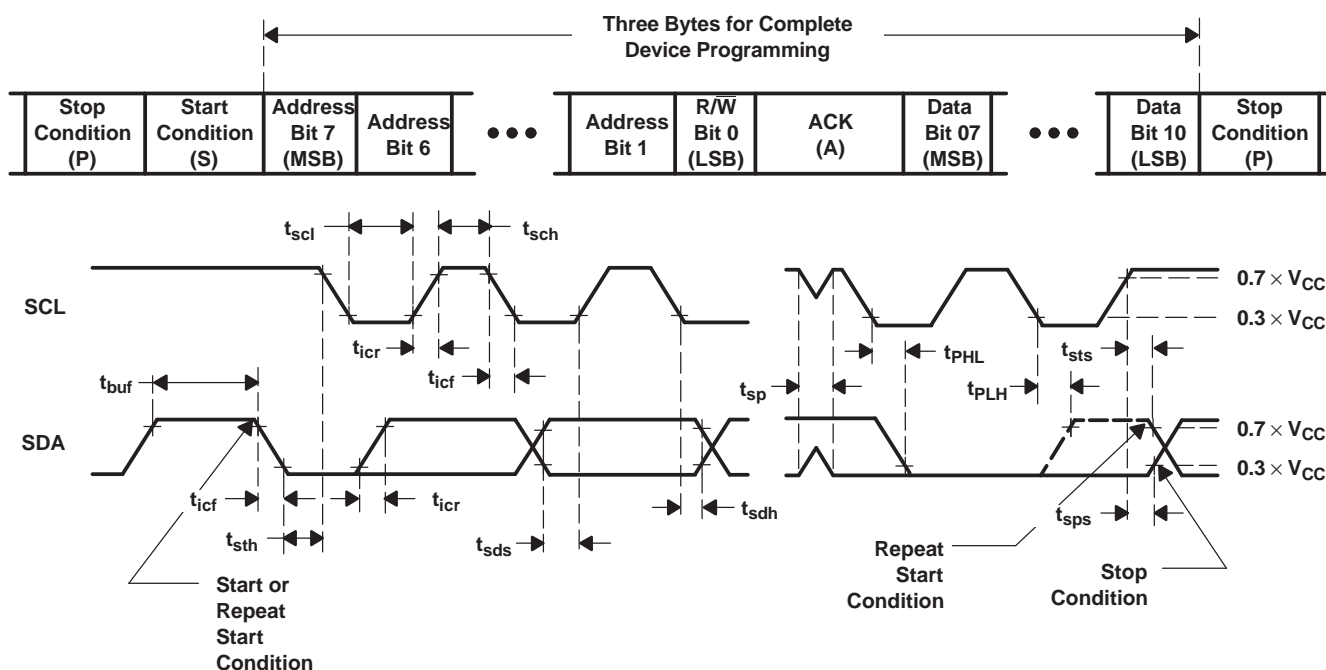 Three Bytes for Complete
Device Programming
Stop
Condition
(P)
Start
Condition
(S)
Address
Bit 7
(MSB)
Address
Bit 6
•••
Address
Bit 1
R/W̅
Bit 0
(LSB)
ACK
(A)
Data
Bit 07
(MSB)
•••
Data
Bit 10
(LSB)
Stop
Condition
(P)
tscl
tsch
SCL
0.7 × VCC
0.3 × VCC
ticr
ticf
tPHL
tsts
tbuf
tsp
tPLH
SDA
0.7 × VCC
0.3 × VCC
ticf
ticr
tsdh
tsps
tsth
tsds
Start or
Repeat
Start
Condition
Repeat
Start
Condition
Stop
Condition